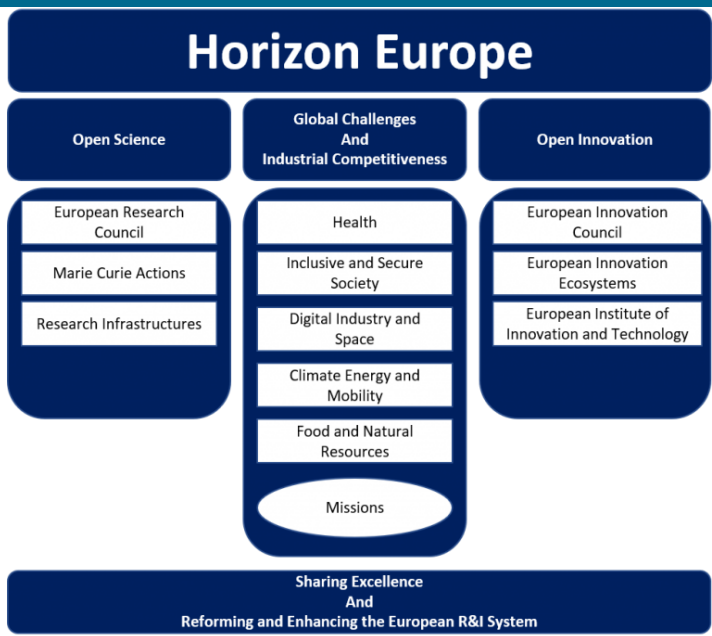 Horizon Europe
Open Science
Global Challenges
And
Industrial Competitiveness
Open Innovation
European Research
Council
Marie Curie Actions
Research Infrastructures
Health
Inclusive and Secure
Society
Digital Industry and
Space
Climate Energy and
Mobility
Food and Natural
Resources
Missions
European Innovation
Council
European Innovation
Ecosystems
European Institute of
Innovation and Technology
Sharing Excellence
And
Reforming and Enhancing the European R&I System